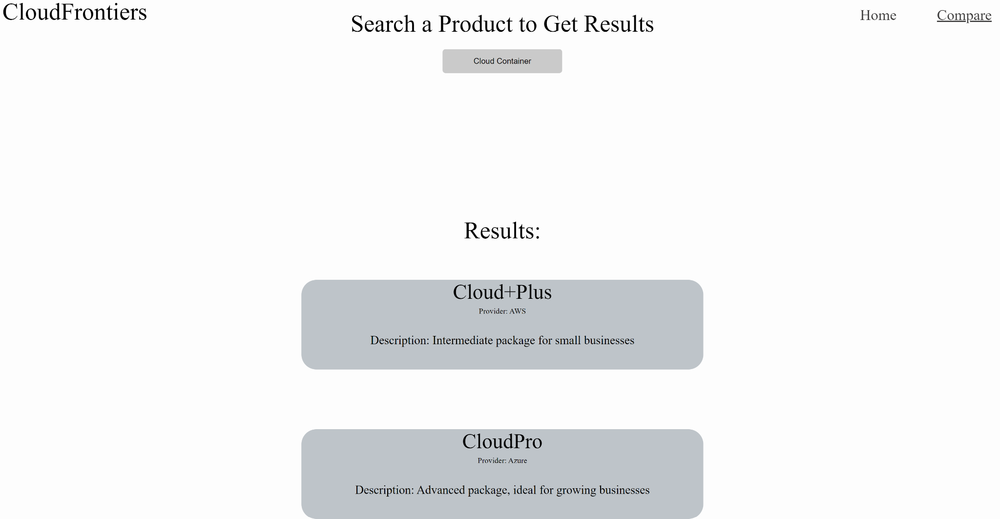 CloudFrontiers
Home
Compare
Search a Product to Get Results
Cloud Container
Results:
Cloud+Plus
Provider: AWS
Description: Intermediate package for small businesses
CloudPro
Provider: Azure
Description: Advanced package, ideal for growing businesses